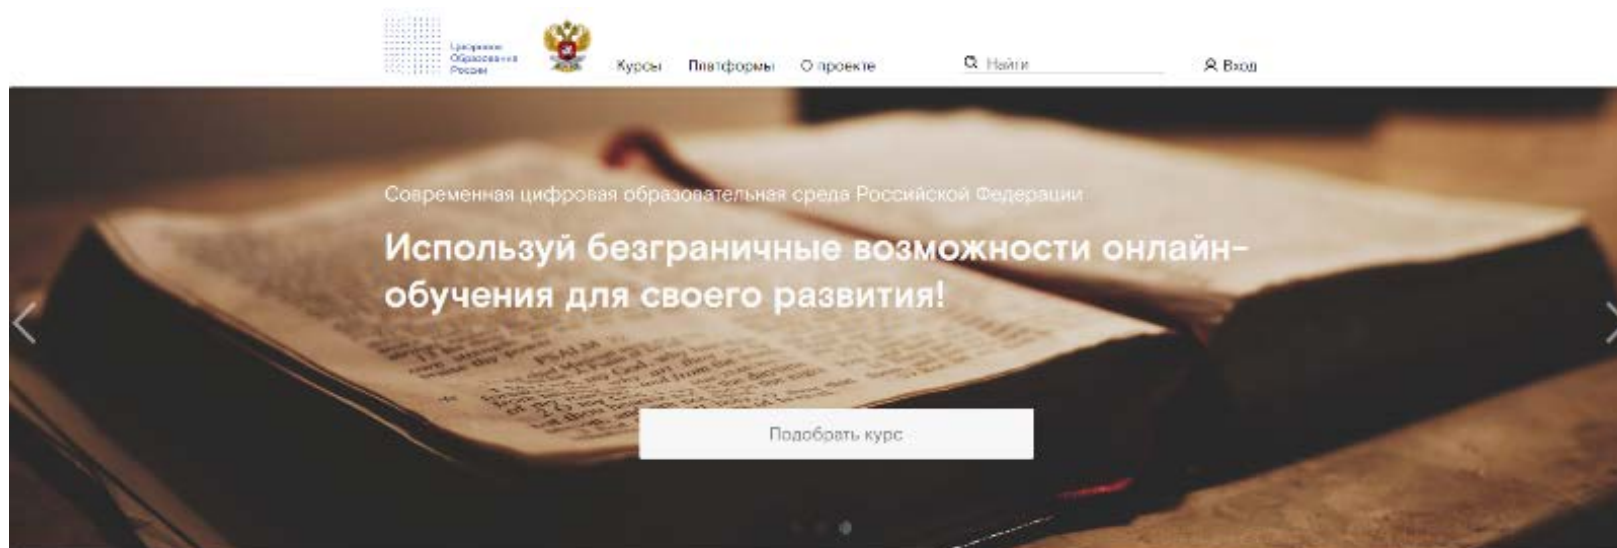 Цифровое
Образование
России
Курсы Платформы О проекте Найти Вход
Современная цифровая образовательная среда Российской Федерации
Используй безграничные возможности онлайн-
обучения для своего развития!
PSALM
Подобрать курс